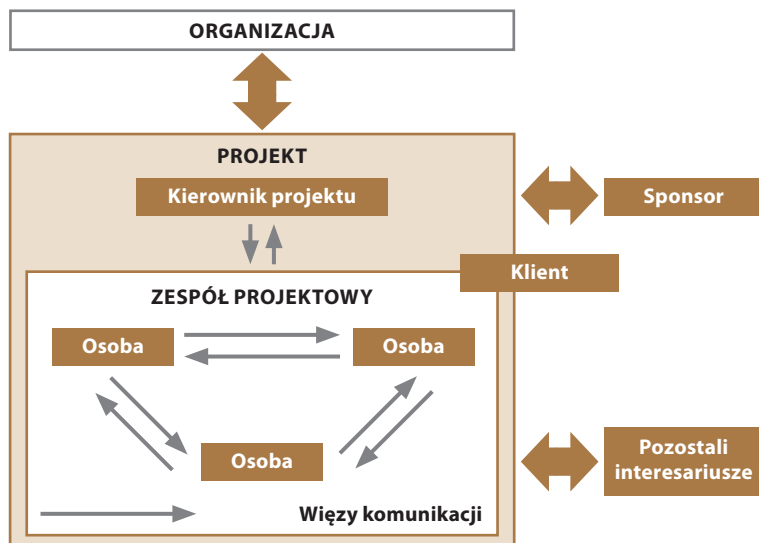 ORGANIZACJA
PROJEKT
Kierownik projektu
Sponsor
Klient
ZESPÓŁ PROJEKTOWY
Osoba
Osoba
Osoba
Pozostali
interesariusze
Więzy komunikacji